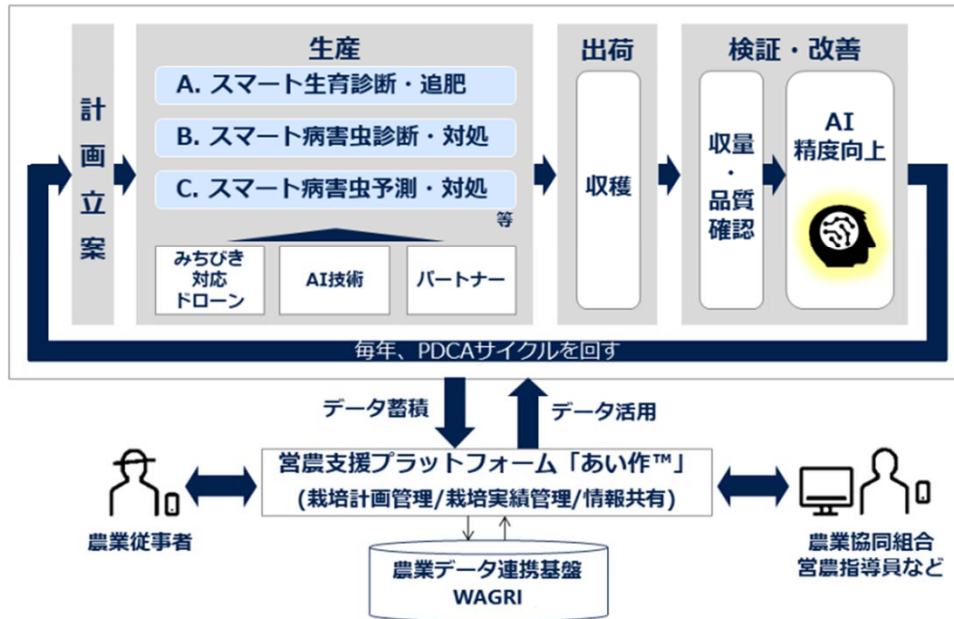 計
画
立
案
生産
A. スマート生育診断・追肥
B. スマート病害虫診断・対処
C. スマート病害虫予測・対処
等
みちびき
対応
ドローン
AI技術
パートナー
出荷
収穫
検証・改善
収量
・
品質
確認
AI
精度向上
毎年、PDCAサイクルを回す
データ蓄積
データ活用
営農支援プラットフォーム「あい作™」
(栽培計画管理/栽培実績管理/情報共有)
農業従事者
農業協同組合
営農指導員など
農業データ連携基盤
WAGRI